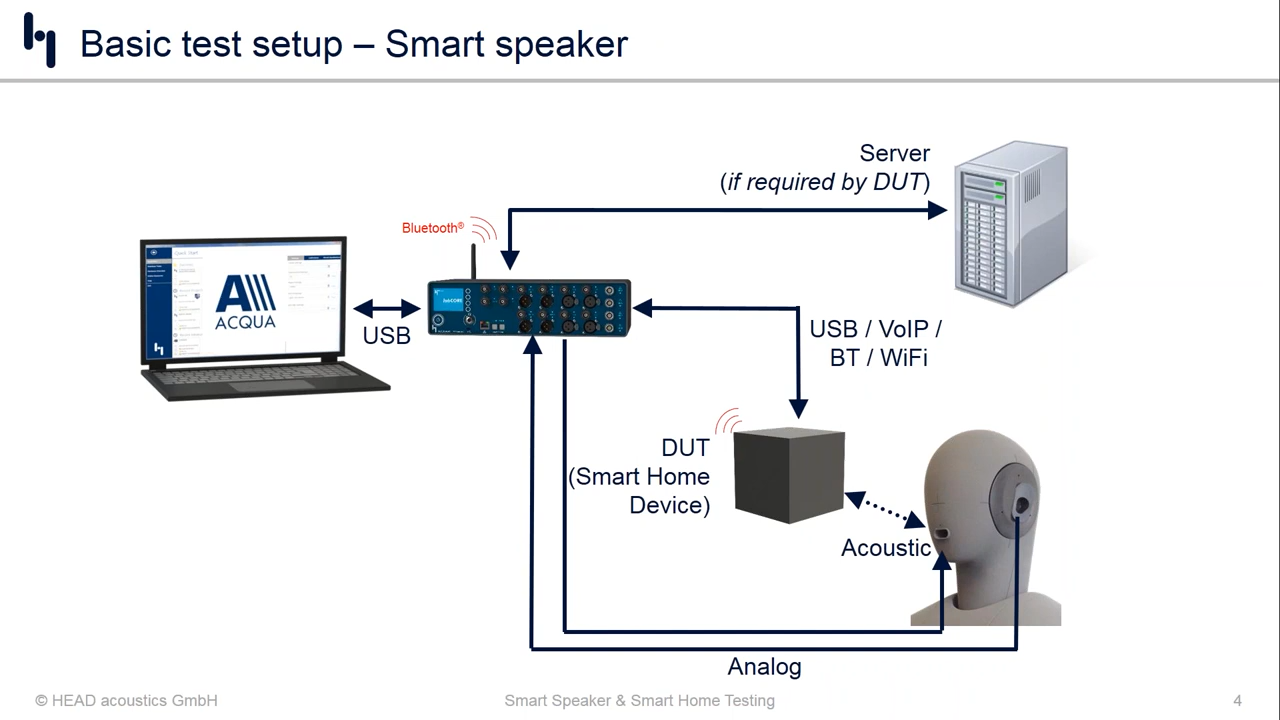 Basic test setup – Smart speaker
Server
(if required by DUT)
Bluetooth®
ACQUA
USB
labCORE
USB / VoIP /
BT / WiFi
DUT
(Smart Home
Device)
Acoustic
Analog
© HEAD acoustics GmbH
Smart Speaker & Smart Home Testing
4